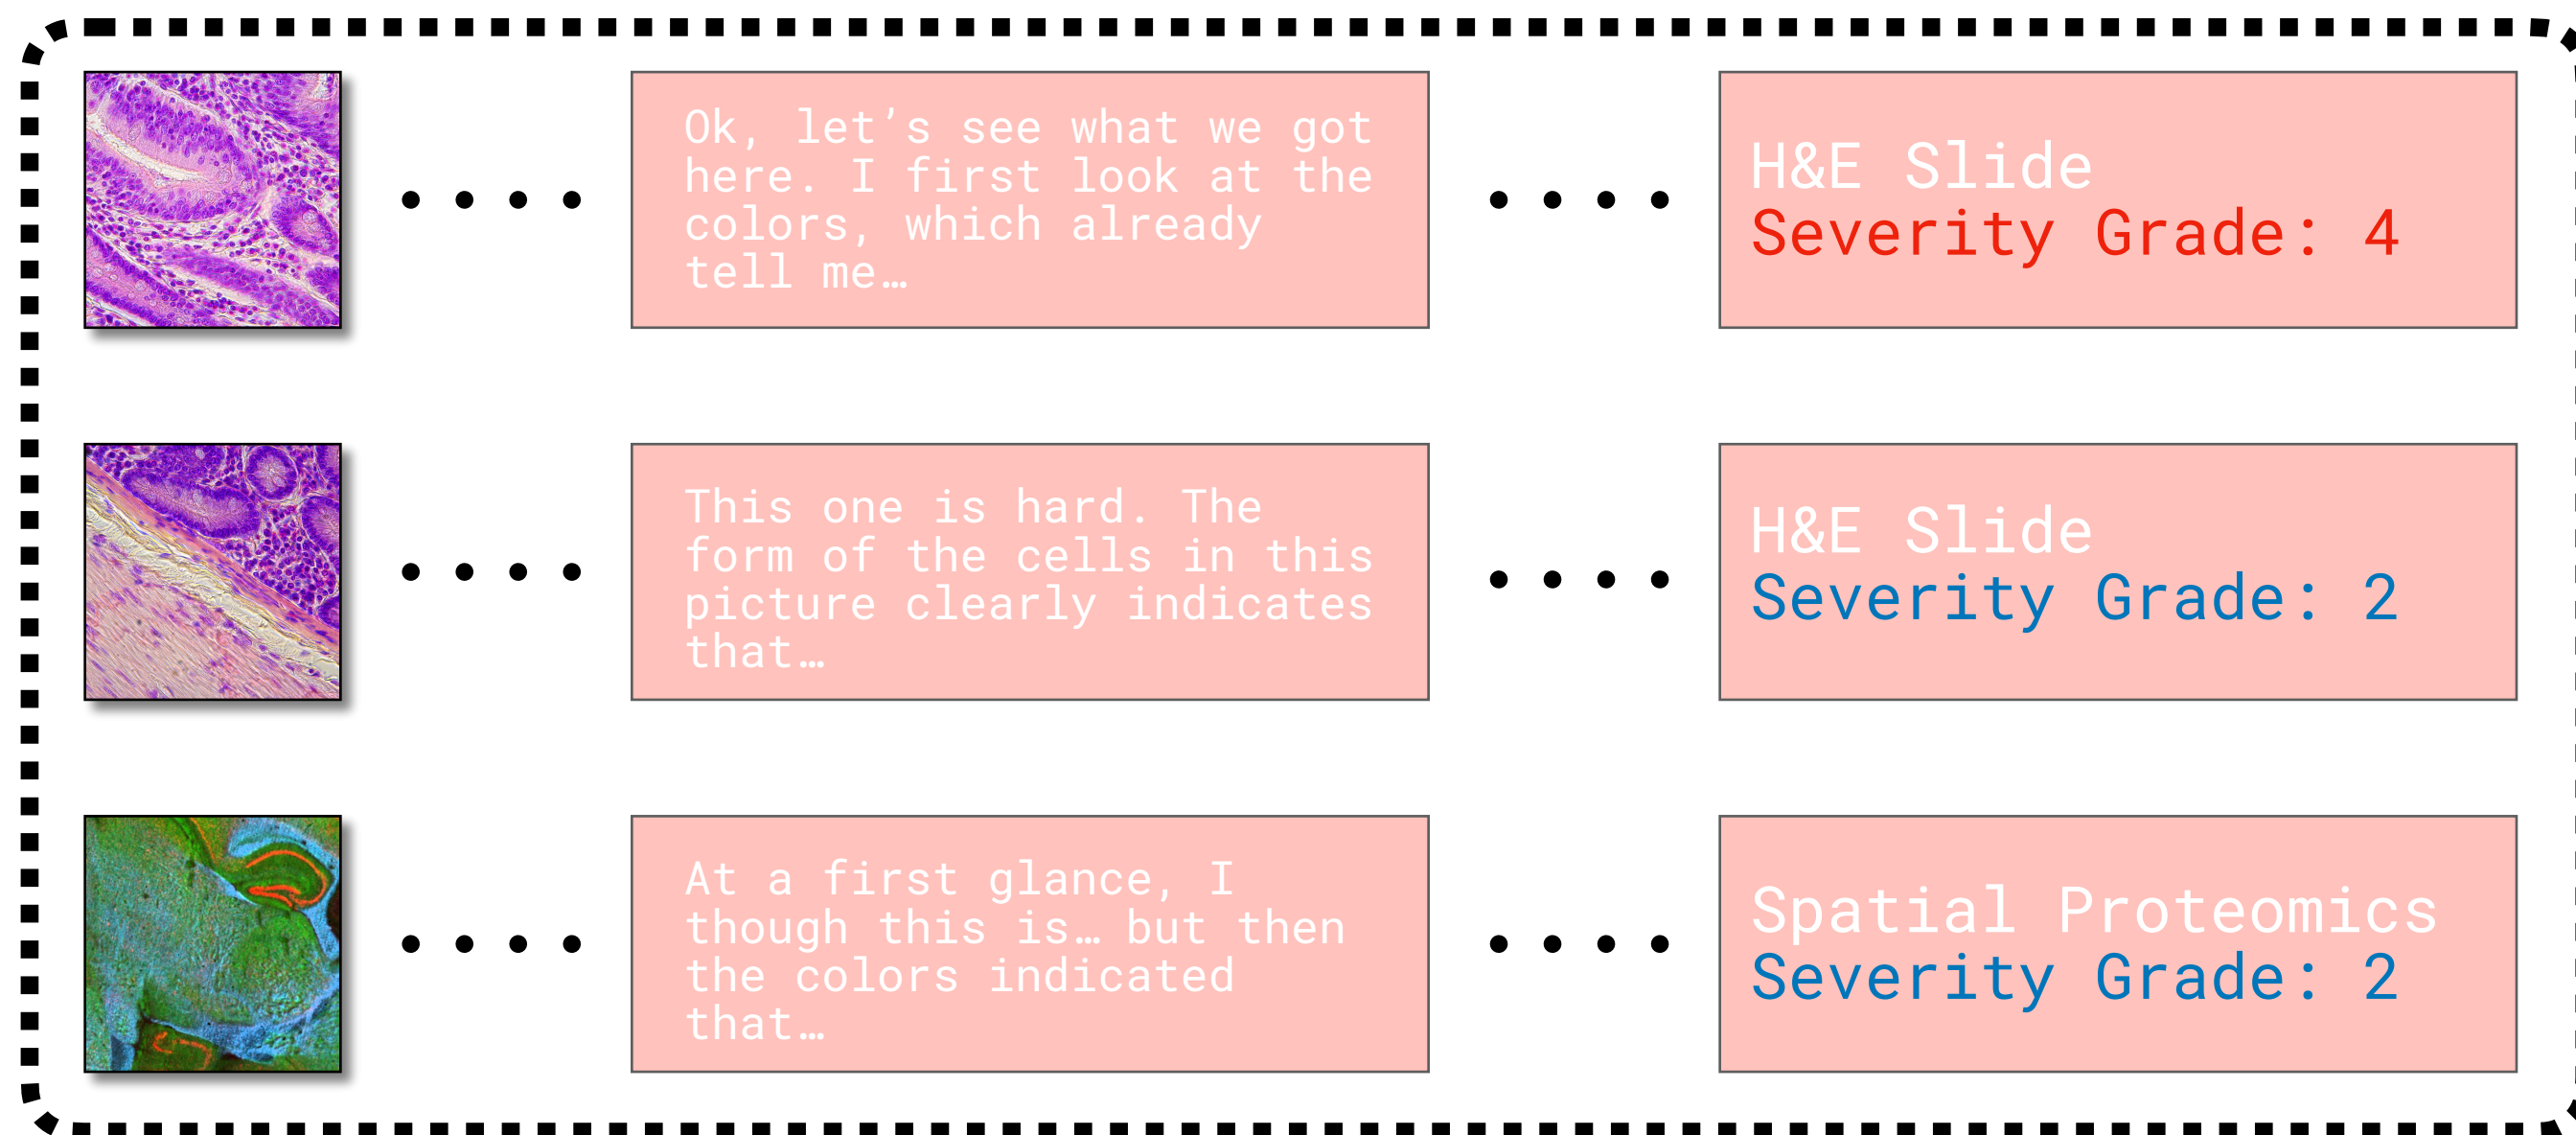 Ok, let’s see what we got
here. I first look at the
colors, which already
tell me…
H&E Slide
Severity Grade: 4
This one is hard. The
form of the cells in this
picture clearly indicates
that…
H&E Slide
Severity Grade: 2
At a first glance, I
though this is… but then
the colors indicated
that…
Spatial Proteomics
Severity Grade: 2